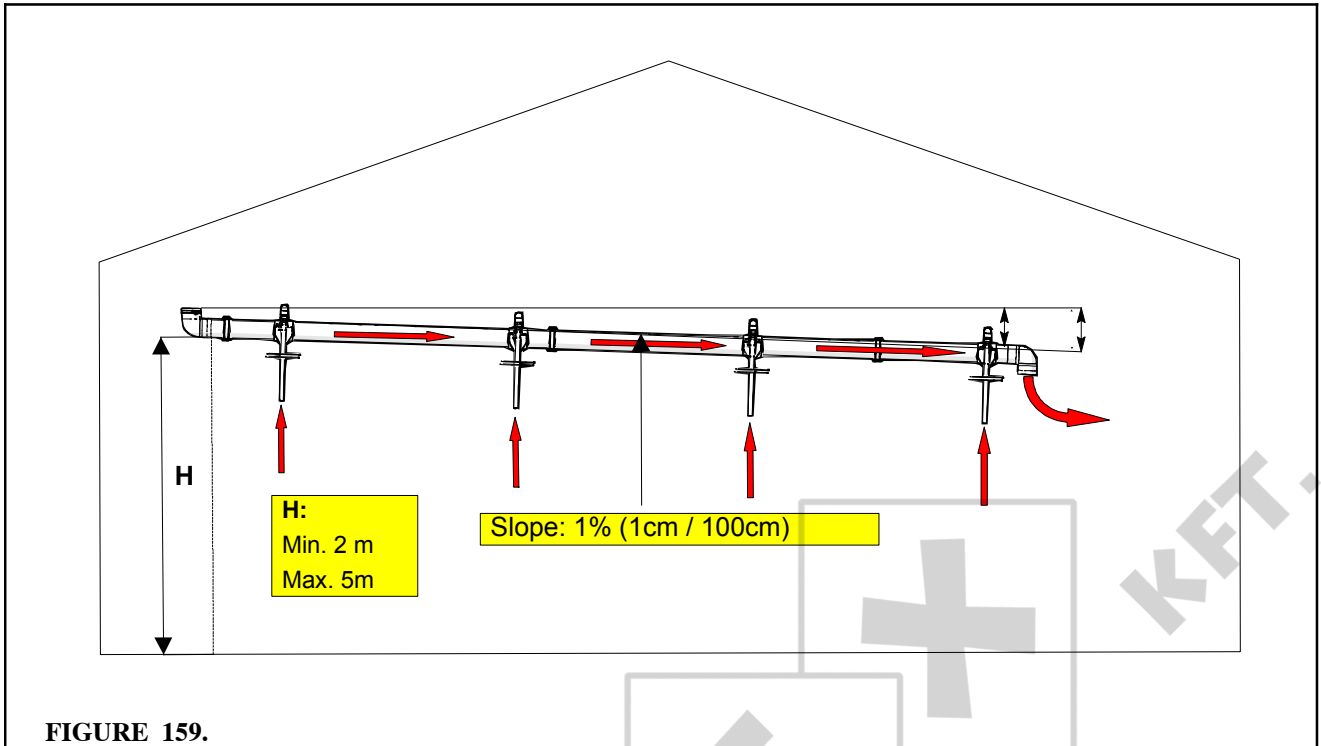 H
H:
Min. 2 m
Max. 5m
Slope: 1% (1cm / 100cm)
KFT.
FIGURE 159.